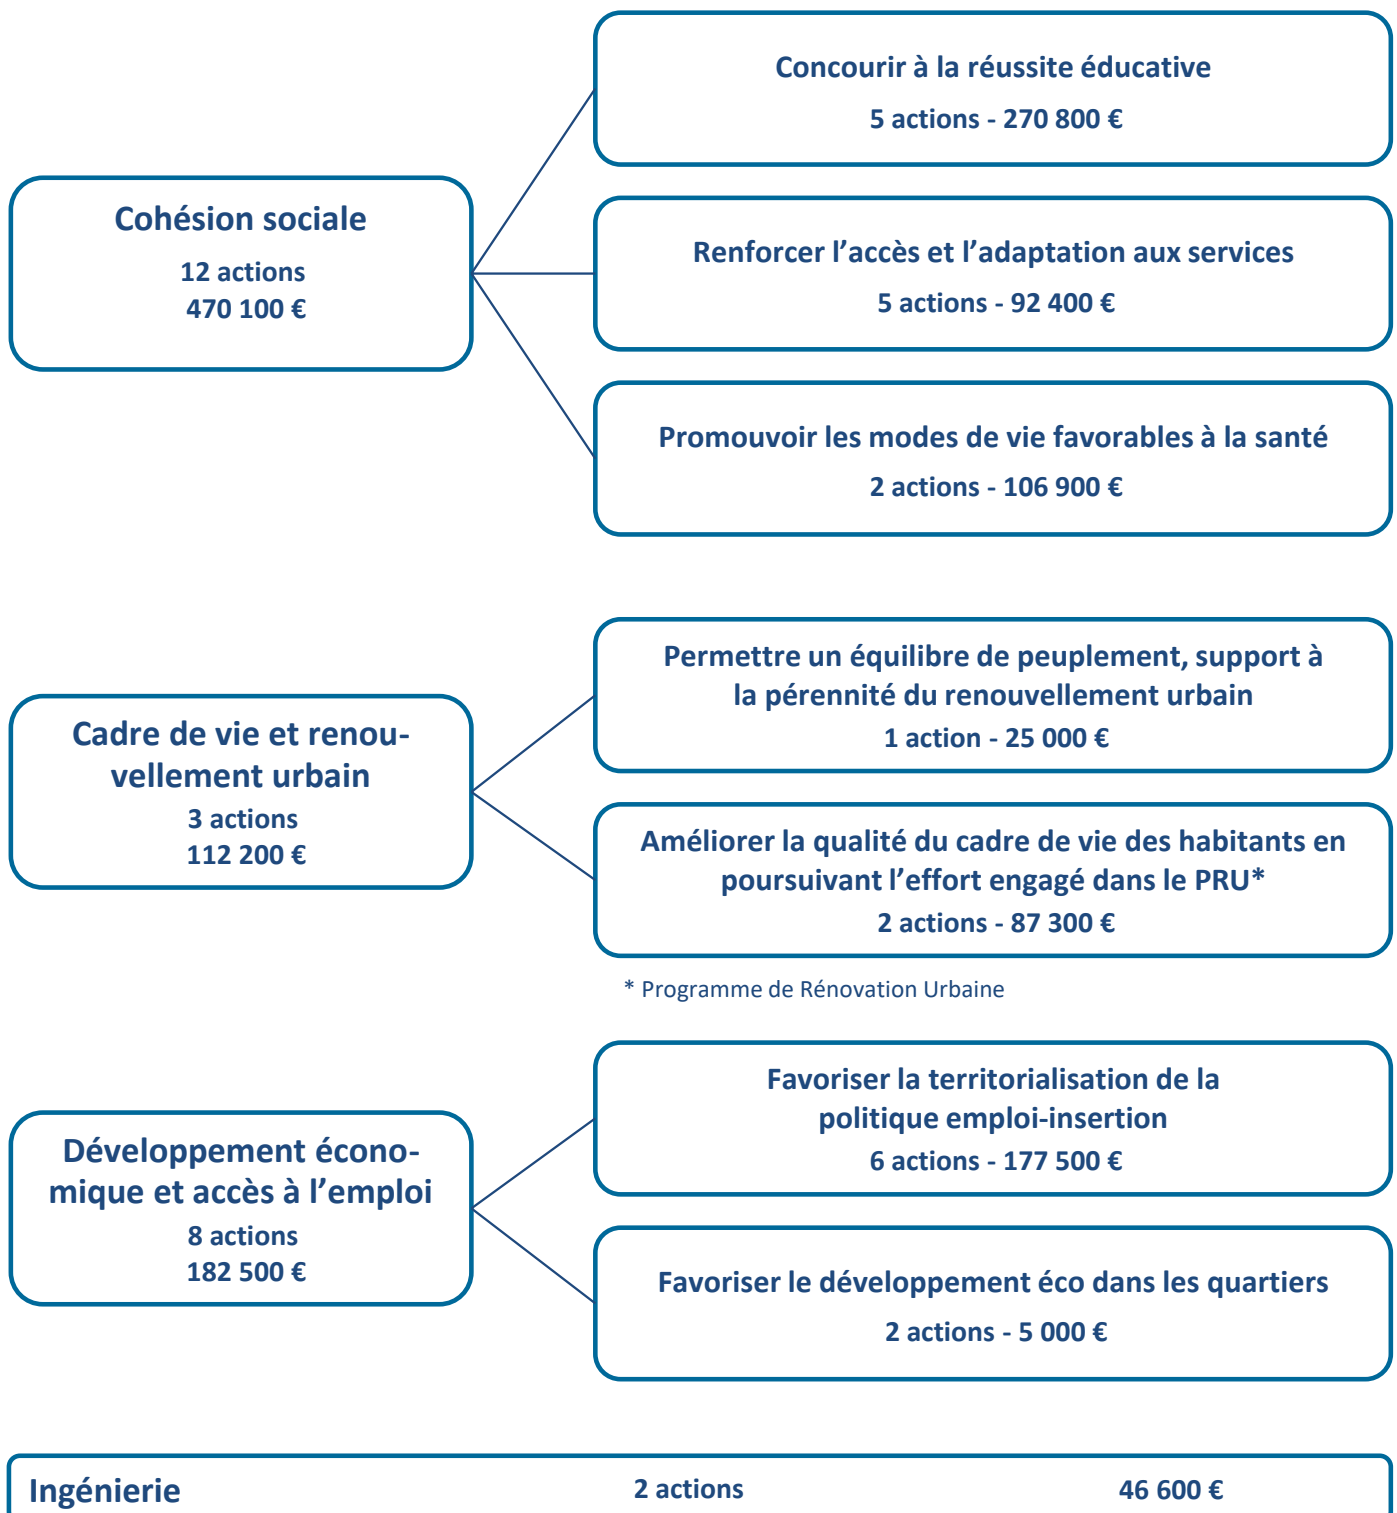 Concourir à la réussite éducative
5 actions - 270 800 €
Cohésion sociale
12 actions
470 100 €
Renforcer l’accès et l’adaptation aux services
5 actions - 92 400 €
Promouvoir les modes de vie favorables à la santé
2 actions - 106 900 €
Permettre un équilibre de peuplement, support à
la pérennité du renouvellement urbain
1 action - 25 000 €
Cadre de vie et renou-
vellement urbain
3 actions
112 200 €
Améliorer la qualité du cadre de vie des habitants en
poursuivant l’effort engagé dans le PRU*
2 actions - 87 300 €
* Programme de Rénovation Urbaine
Favoriser la territorialisation de la
politique emploi-insertion
6 actions - 177 500 €
Développement écono-
mique et accès à l’emploi
8 actions
182 500 €
Favoriser le développement éco dans les quartiers
2 actions - 5 000 €
Ingénierie 2 actions 46 600 €